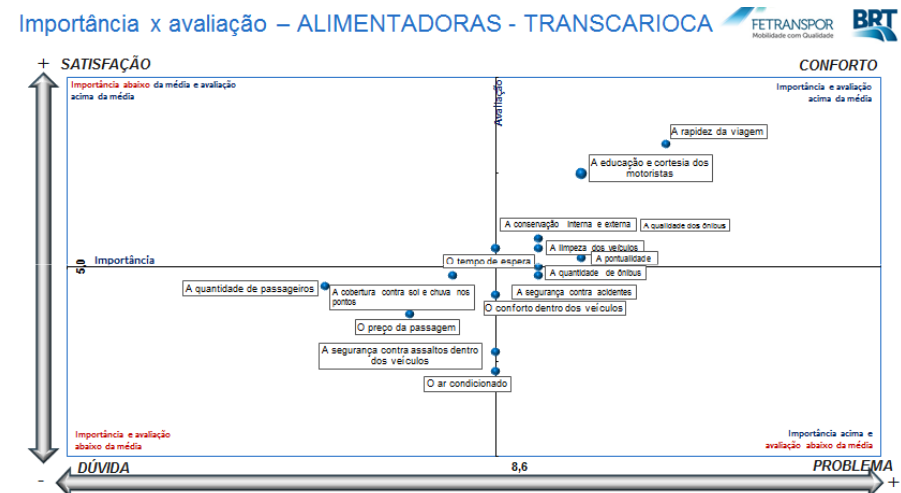 Importância x avaliação – ALIMENTADORAS - TRANSCARIOCA
FETRANSPOR
Mobilidade com Qualidade
BRT
+ SATISFAÇÃO
CONFORTO
Importância abaixo da média e avaliação
acima da média
Importância e avaliação
acima da média
Avaliação
A rapidez da viagem
A educação e cortesia dos
motoristas
A conservação interna e externa
A qualidade dos ônibus
A limpeza dos veículos
A pontualidade
O tempo de espera
Importância
5,0
A quantidade de ônibus
A quantidade de passageiros
A cobertura contra sol e chuva nos
pontos
A segurança contra acidentes
O conforto dentro dos veículos
O preço da passagem
A segurança contra assaltos dentro
dos veículos
O ar condicionado
Importância e avaliação
abaixo da média
Importância acima e
avaliação abaixo da média
DÚVIDA
8,6
PROBLEMA
-
+